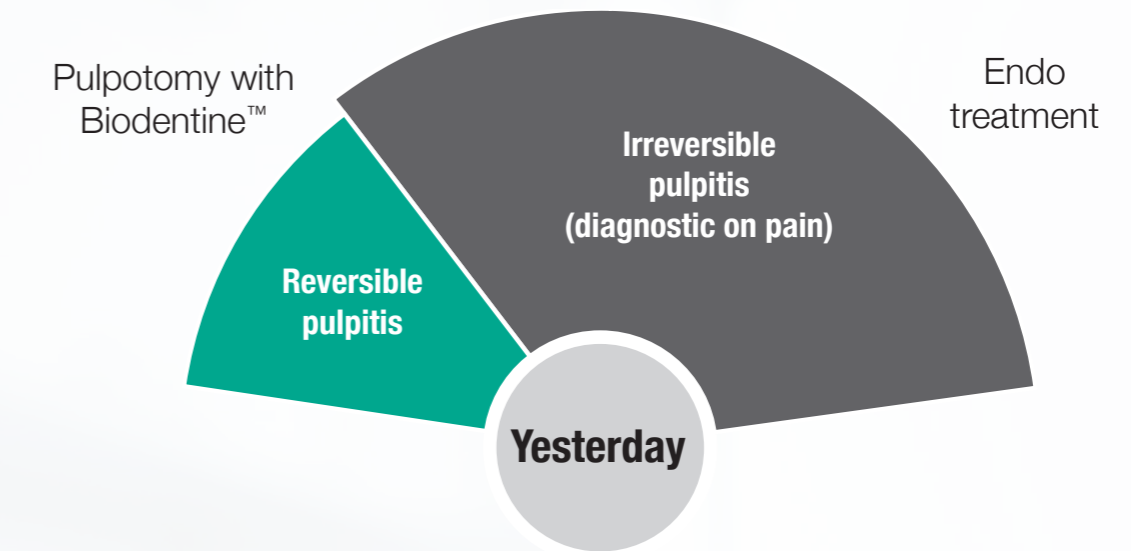 Pulpotomy with
Biodentine™
Endo
treatment
Irreversible
pulpitis
(diagnostic on pain)
Reversible
pulpitis
Yesterday